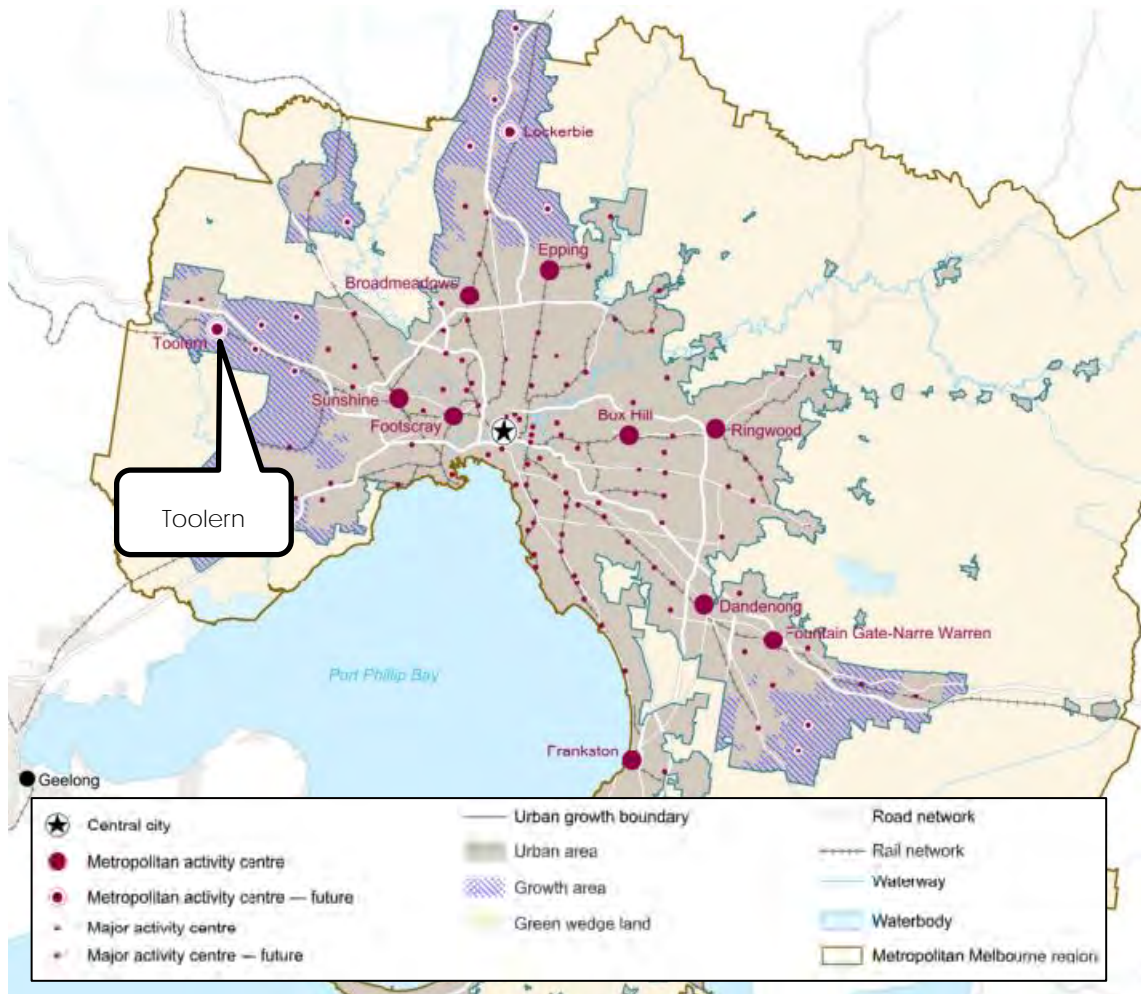 Lockerbie
Epping
Broadmeadows
Toolern
Sunshine
Footscray
Box Hill
Ringwood
Toolern
Dandenong
Fountain Gate-Narre Warren
Port Phillip Bay
Frankston
Geelong
Central city
Metropolitan activity centre
Metropolitan activity centre — future
Major activity centre
Major activity centre — future
Urban growth boundary
Urban area
Growth area
Green wedge land
Road network
Rail network
Waterway
Waterbody
Metropolitan Melbourne region